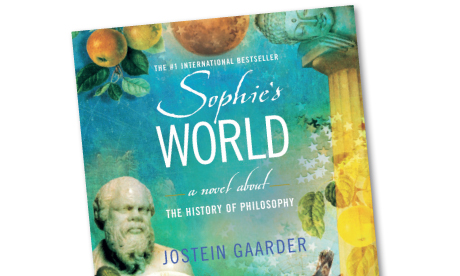 THE #1 INTERNATIONAL BESTSELLER
Sophie's
WORLD
a novel about
THE HISTORY OF PHILOSOPHY
JOSTEIN GAARDER